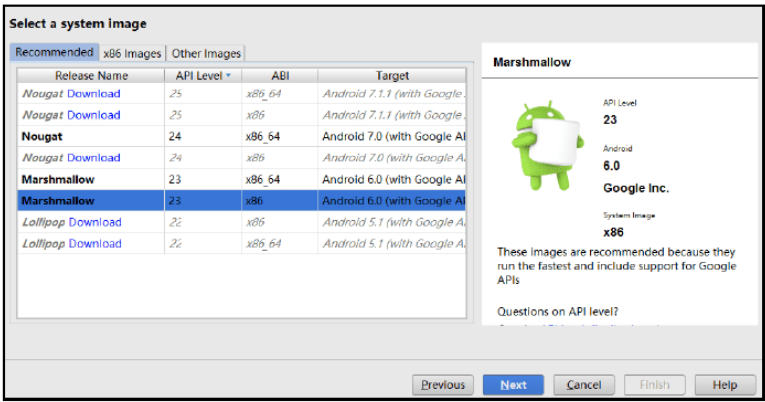 Select a system image
Recommended x86 Images Other Images
Release Name API Level ABI Target
Nougat Download 25 x86_64 Android 7.1.1 (with Google
Nougat Download 25 x86 Android 7.1.1 (with Google
Nougat 24 x86_64 Android 7.0 (with Google AI
Nougat Download 24 x86 Android 7.0 (with Google A
Marshmallow 23 x86_64 Android 6.0 (with Google AI
Marshmallow 23 x86 Android 6.0 (with Google AI
Lollipop Download 22 x86 Android 5.1 (with Google A
Lollipop Download 22 x86_64 Android 5.1 (with Google A
Marshmallow
API Level
23
Android
6.0
Google Inc.
System Image
x86
These images are recommended because they
run the fastest and include support for Google
APIs
Questions on API level?
Previous Next Cancel Finish Help